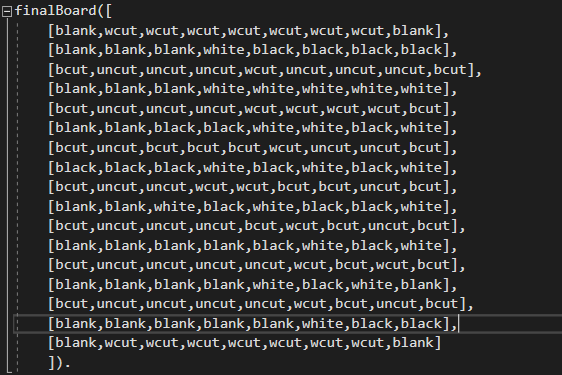 finalBoard([
[blank,wcut,wcut,wcut,wcut,wcut,wcut,wcut,blank],
[blank,blank,blank,white,black,black,black,black],
[bcut,uncut,uncut,uncut,wcut,uncut,uncut,uncut,bcut],
[blank,blank,blank,white,white,white,white,white],
[bcut,uncut,uncut,uncut,wcut,wcut,wcut,wcut,bcut],
[blank,blank,black,black,white,white,black,white],
[bcut,uncut,bcut,bcut,bcut,wcut,uncut,uncut,bcut],
[black,black,black,white,black,white,black,white],
[bcut,uncut,uncut,wcut,wcut,bcut,bcut,uncut,bcut],
[blank,blank,white,black,white,black,black,white],
[bcut,uncut,uncut,uncut,bcut,wcut,bcut,uncut,bcut],
[blank,blank,blank,blank,black,white,black,white],
[bcut,uncut,uncut,uncut,uncut,wcut,bcut,wcut,bcut],
[blank,blank,blank,blank,white,black,white,blank],
[bcut,uncut,uncut,uncut,uncut,wcut,bcut,uncut,bcut],
[blank,blank,blank,blank,blank,white,black,black],
[blank,wcut,wcut,wcut,wcut,wcut,wcut,wcut,blank]
]).